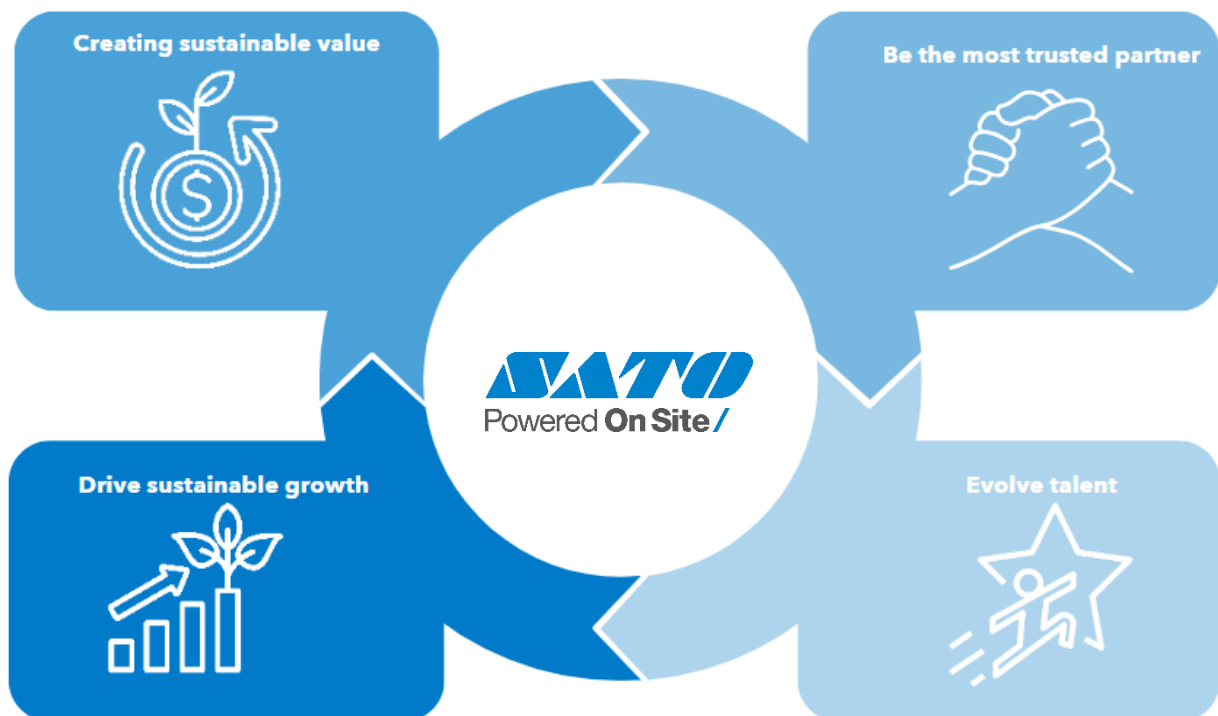 Creating sustainable value
Be the most trusted partner
$
SATO
Powered On Site/
Drive sustainable growth
Evolve talent